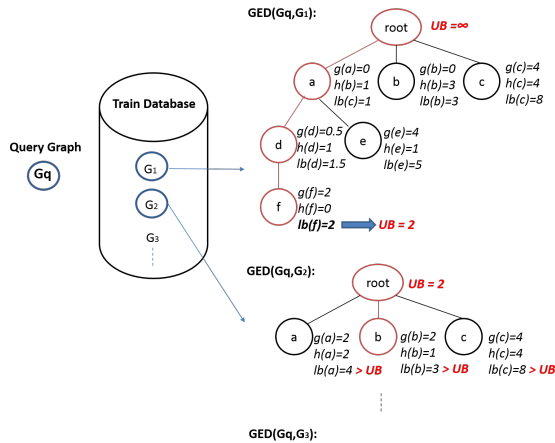 GED(Gq,G1):
root
UB =∞
a
g(a)=0
h(b)=1
lb(c)=1
b
g(b)=0
h(b)=3
lb(b)=3
c
g(c)=4
h(c)=4
lb(c)=8
Train Database
Query Graph
Gq
G1
G2
G3
d
g(d)=0.5
h(d)=1
lb(d)=1.5
e
g(e)=4
h(e)=1
lb(e)=5
f
g(f)=2
h(f)=0
lb(f)=2
UB = 2
GED(Gq,G2):
root
UB = 2
a
g(a)=2
h(a)=2
lb(a)=4 > UB
b
g(b)=2
h(b)=1
lb(b)=3 > UB
c
g(c)=4
h(c)=4
lb(c)=8 > UB
GED(Gq,G3):